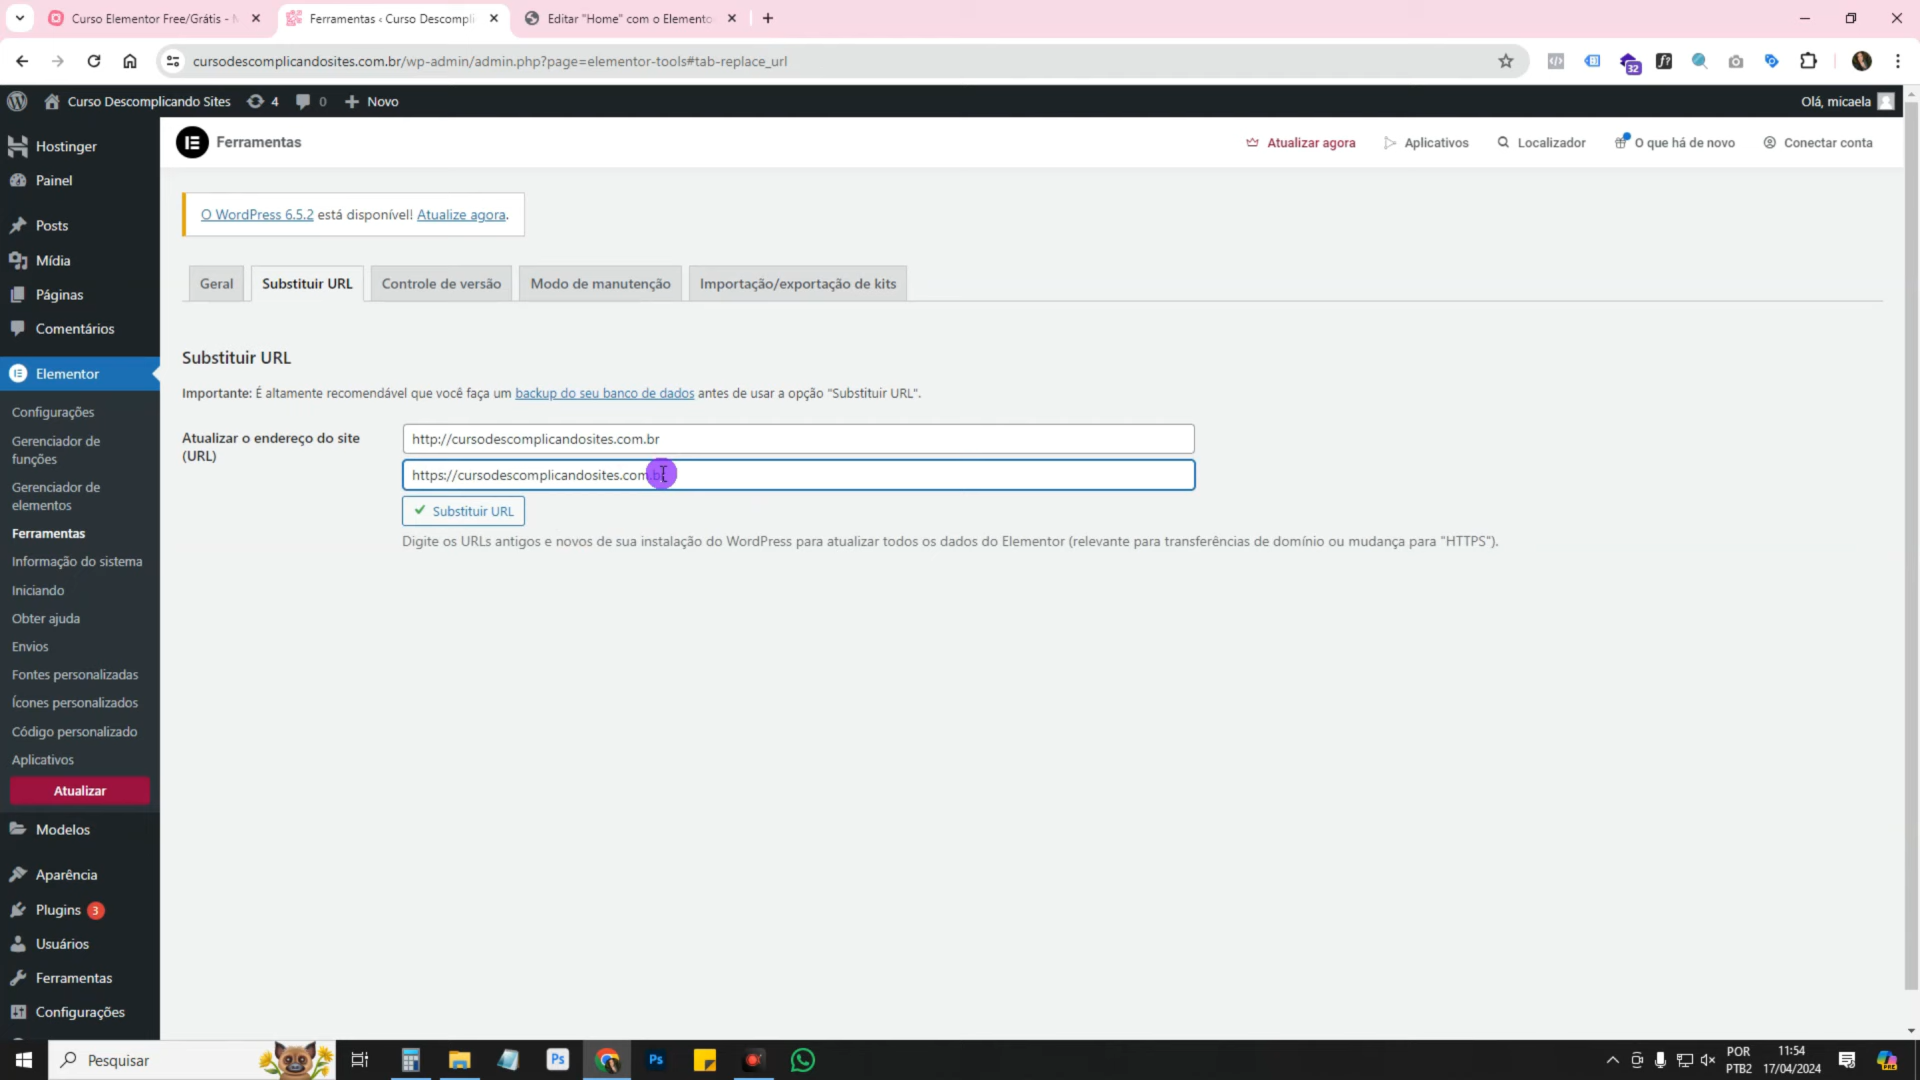 Curso Elementor Free/Grátis - 
Ferramentas ‹ Curso Descompli
Editar "Home" com o Elemento
cursodescomplicandosites.com.br/wp-admin/admin.php?page=elementor-tools#tab-replace_url
32
Curso Descomplicando Sites
4
0
Novo
Olá, micaela
Hostinger
Painel
Posts
Mídia
Páginas
Comentários
Elementor
Configurações
Gerenciador de
funções
Gerenciador de
elementos
Ferramentas
Informação do sistema
Iniciando
Obter ajuda
Envios
Fontes personalizadas
Ícones personalizados
Código personalizado
Aplicativos
Atualizar
Modelos
Aparência
Plugins 3
Usuários
Ferramentas
Configurações
Ferramentas
Atualizar agora
Aplicativos
Localizador
O que há de novo
Conectar conta
O WordPress 6.5.2 está disponível! Atualize agora.
Geral
Substituir URL
Controle de versão
Modo de manutenção
Importação/exportação de kits
Substituir URL
Importante: É altamente recomendável que você faça um backup do seu banco de dados antes de usar a opção "Substituir URL".
Atualizar o endereço do site
(URL)
http://cursodescomplicandosites.com.br
https://cursodescomplicandosites.com.br
Substituir URL
Digite os URLs antigos e novos de sua instalação do WordPress para atualizar todos os dados do Elementor (relevante para transferências de domínio ou mudança para "HTTPS").
Pesquisar
Ps
Ps
POR
PTB2
11:54
17/04/2024